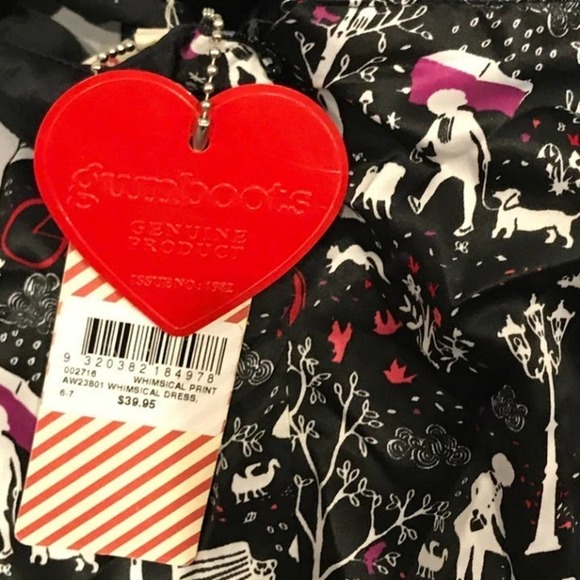 gumboots
GENUINE
PRODUCT
ISSUE NO: 1982
9 320382 184978
002716 WHIMSICAL PRINT
AW23801 WHIMSICAL DRESS,
6-7 $39.95